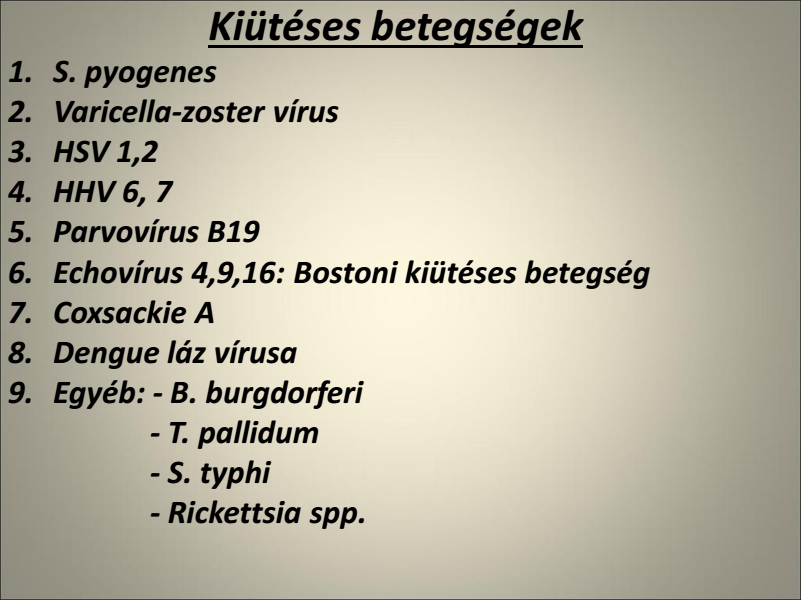 Kiütéses betegségek
1. S. pyogenes
2. Varicella-zoster vírus
3. HSV 1,2
4. HHV 6, 7
5. Parvovírus B19
6. Echovírus 4,9,16: Bostoni kiütéses betegség
7. Coxsackie A
8. Dengue láz vírusa
9. Egyéb: - B. burgdorferi
- T. pallidum
- S. typhi
- Rickettsia spp.